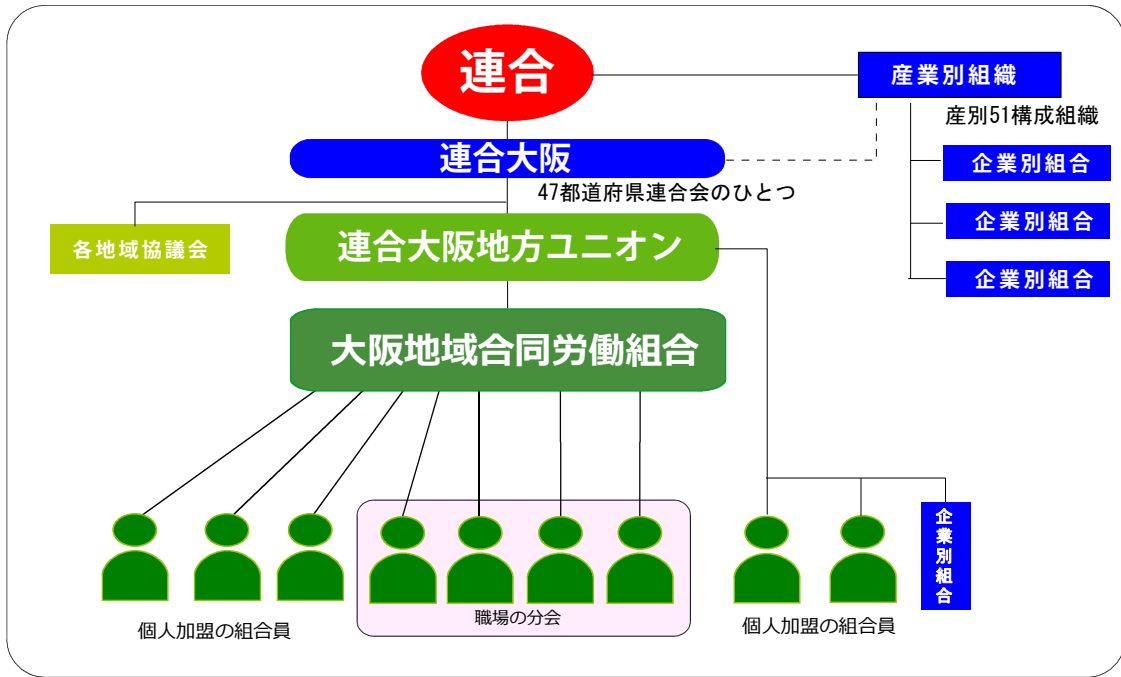 連合
産業別組織
産別51構成組織
連合大阪
企業別組合
47都道府県連合会のひとつ
企業別組合
各地域協議会
連合大阪地方ユニオン
企業別組合
大阪地域合同労働組合
企業別組合
個人加盟の組合員
職場の分会
個人加盟の組合員